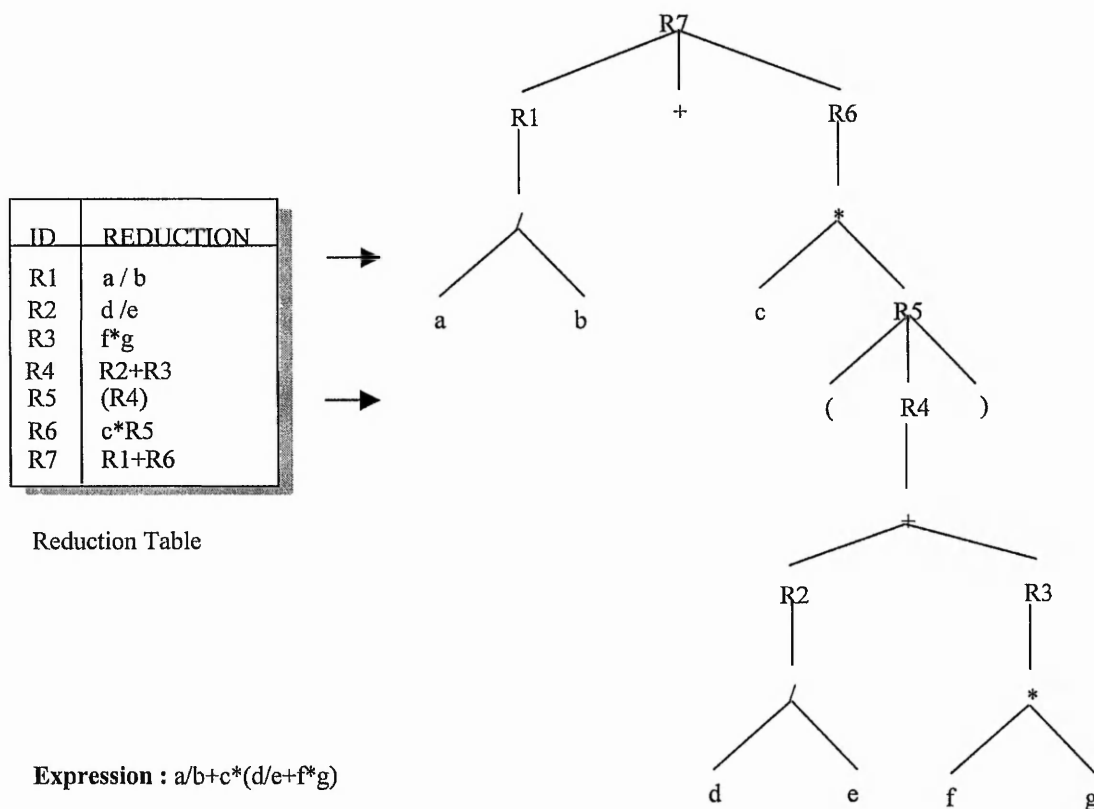 R7
R1 + R6
/ *
a b c R5
( R4 )
+
R2 R3
/ *
d e f g
ID REDUCTION
R1 a / b
R2 d /e
R3 f*g
R4 R2+R3
R5 (R4)
R6 c*R5
R7 R1+R6
Reduction Table
Expression : a/b+c*(d/e+f*g)